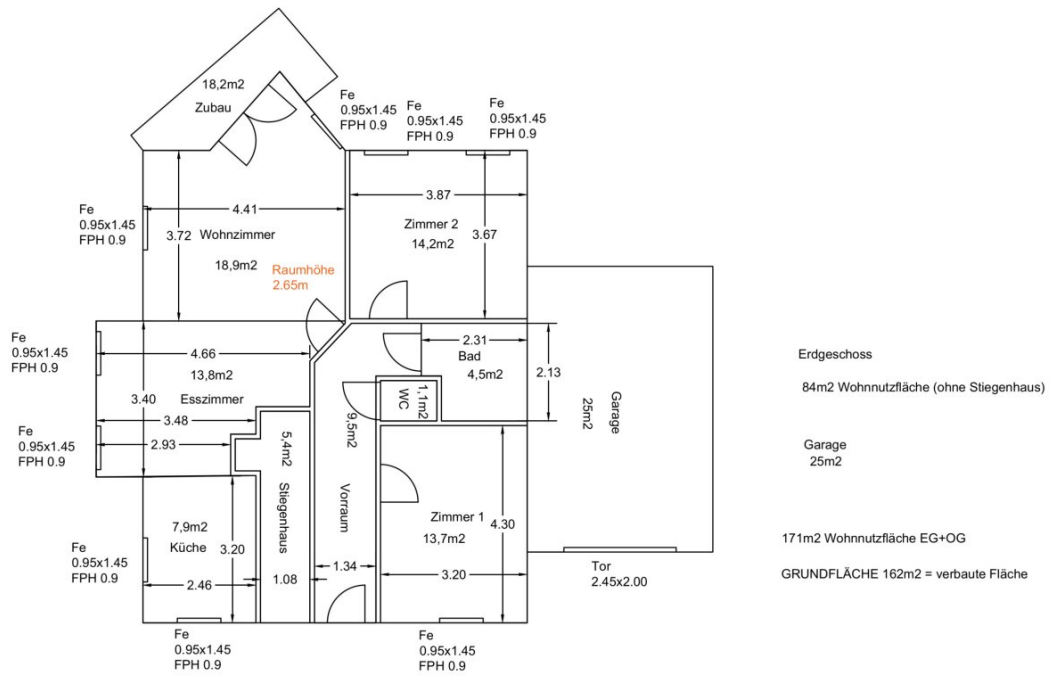 18,2m2
Zubau
Fe
0.95x1.45
FPH 0.9
Fe
0.95x1.45
FPH 0.9
Fe
0.95x1.45
FPH 0.9
Fe
0.95x1.45
FPH 0.9
4.41
3.72
Wohnzimmer
18,9m2
Raumhöhe
2.65m
3.87
Zimmer 2
14,2m2
3.67
Fe
0.95x1.45
FPH 0.9
4.66
13,8m2
3.40
Esszimmer
3.48
2.93
Fe
0.95x1.45
FPH 0.9
2.31
Bad
4,5m2
2.13
1,1m2
WC
9,5m2
Vorraum
1.34
5,4m2
Stiegenhaus
1.08
Garage
25m2
7,9m2
Küche
3.20
2.46
Fe
0.95x1.45
FPH 0.9
Zimmer 1
13,7m2
4.30
3.20
Tor
2.45x2.00
Fe
0.95x1.45
FPH 0.9
Fe
0.95x1.45
FPH 0.9
Erdgeschoss
84m2 Wohnnutzfläche (ohne Stiegenhaus)
Garage
25m2
171m2 Wohnnutzfläche EG+OG
GRUNDFLÄCHE 162m2 = verbaute Fläche